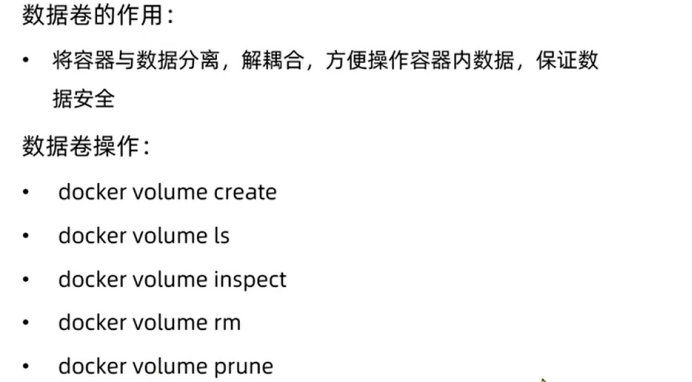 数据卷的作用：
• 将容器与数据分离，解耦合，方便操作容器内数据，保证数
据安全
数据卷操作：
• docker volume create
• docker volume ls
• docker volume inspect
• docker volume rm
• docker volume prune